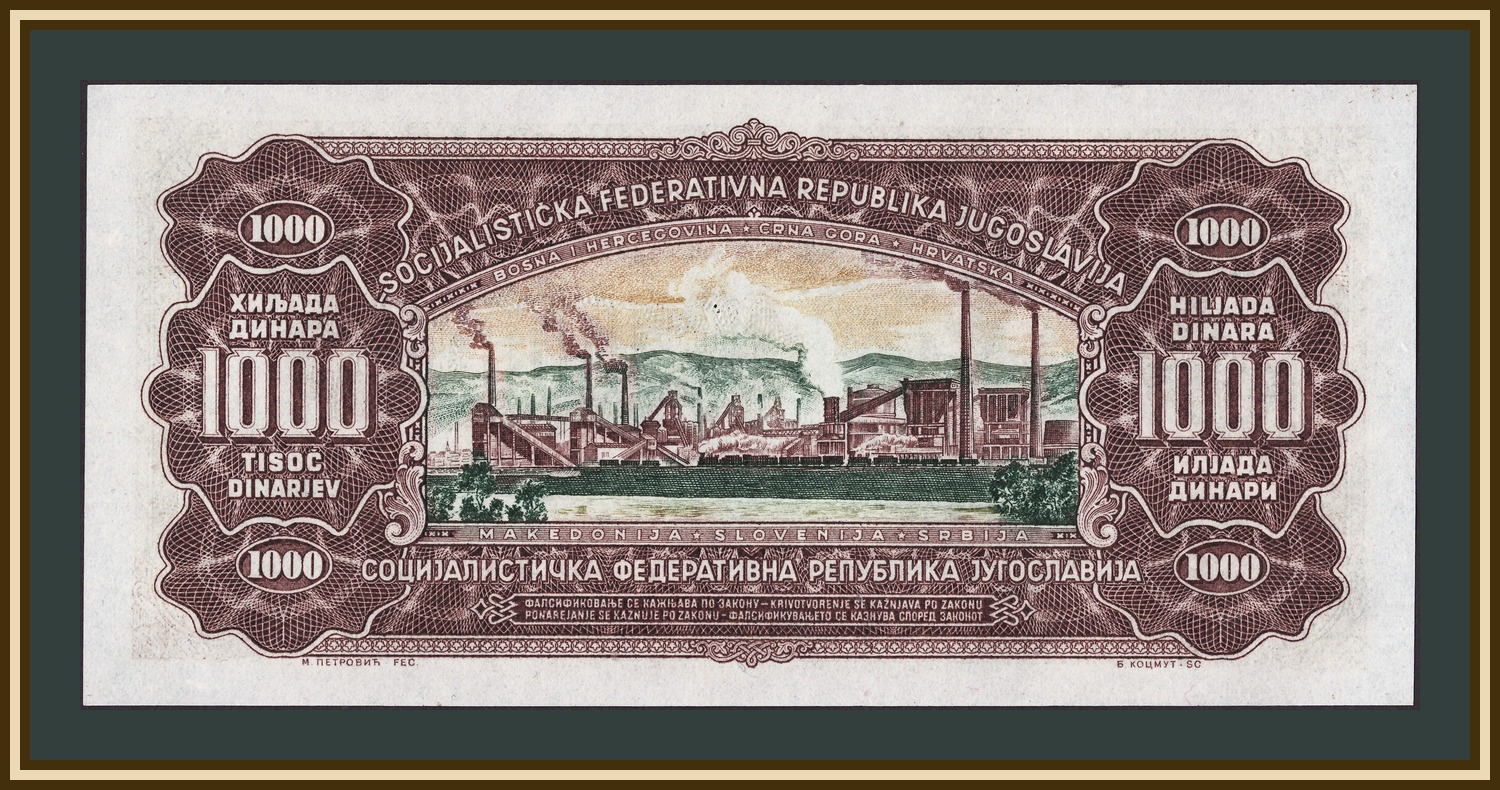 SOCIJALISTIČKA FEDERATIVNA REPUBLIKA JUGOSLAVIJA
BOSNA I HERCEGOVINA ★ CRNA GORA ★ HRVATSKA
1000
1000
ХИЉАДА
ДИНАРА
1000
TISOČ
DINARJEV
HILJADA
DINARA
1000
ИЛЈАДА
ДИНАРИ
MAKEDONIJA ★ SLOVENIJA ★ SRBIJA
1000
1000
СОЦИЈАЛИСТИЧКА ФЕДЕРАТИВНА РЕПУБЛИКА ЈУГОСЛАВИЈА
ФАЛСИФИКОВАЊЕ СЕ КАЖЊАВА ПО ЗАКОНУ – KRIVOTVORENJE SE KAŽNJAVA PO ZAKONU
PONAREJANJE SE KAZNUJE PO ZAKONU – ФАЛСИФИКУВАЊЕТО СЕ КАЗНУВА СПОРЕД ЗАКОНОТ
М. ПЕТРОВИЋ FEC.
Б КОЦМУТ · SC